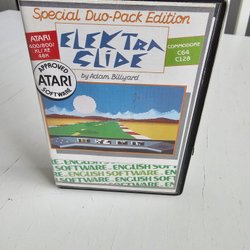 Special Duo-Pack Edition
ATARI
400/800/
XL/XE
48K
ELEKTRA
GLIDE
COMMODORE
C64
C128
by Adam Billyard
APPROVED
ATARI
SOFTWARE
ENGLISH SOFTWARE
ENGLISH SOFTWARE